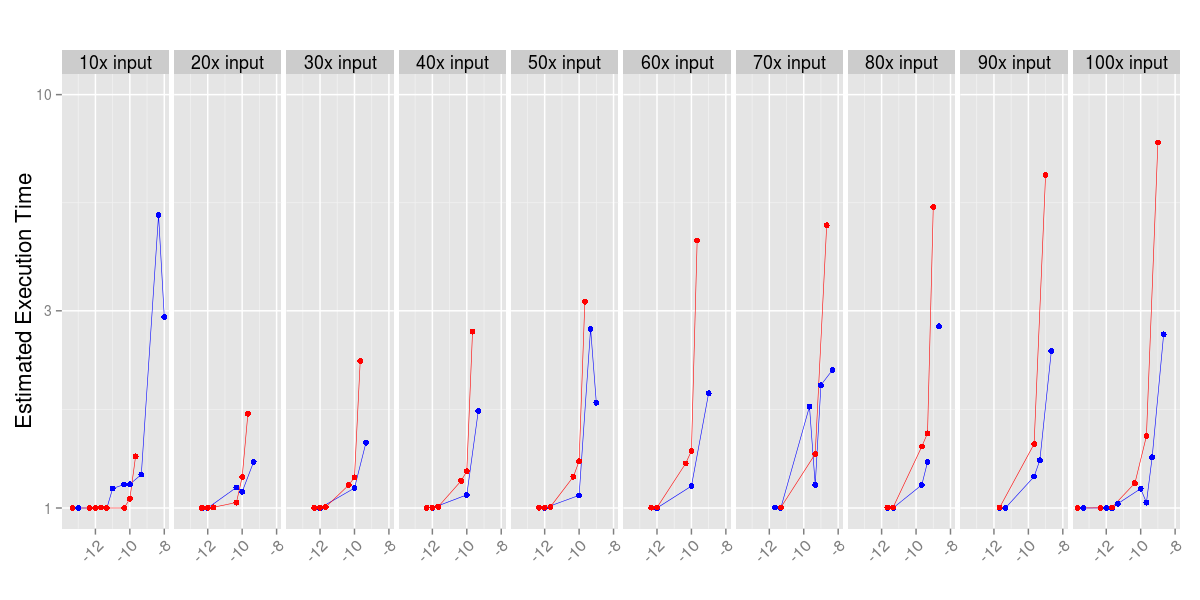 10x input 20x input 30x input 40x input 50x input 60x input 70x input 80x input 90x input 100x input
Estimated Execution Time
10
3
1
-12 -10 -8 -12 -10 -8 -12 -10 -8 -12 -10 -8 -12 -10 -8 -12 -10 -8 -12 -10 -8 -12 -10 -8 -12 -10 -8 -12 -10 -8